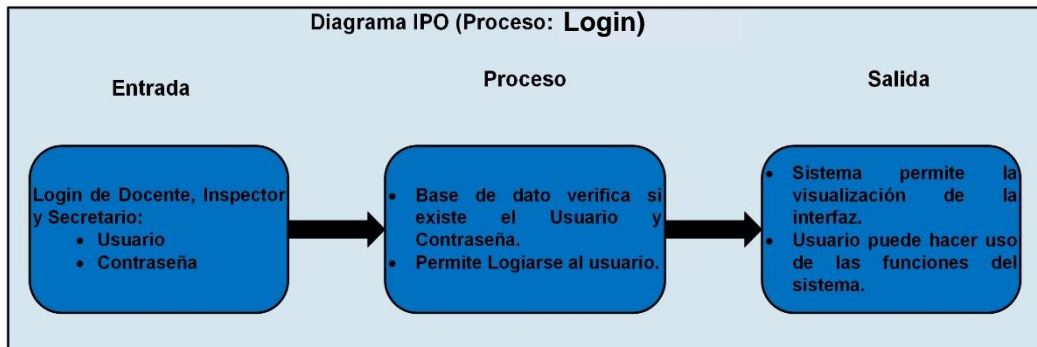 Diagrama IPO (Proceso: Login)
Entrada
Proceso
Salida
Login de Docente, Inspector
y Secretario:
• Usuario
• Contraseña
• Base de dato verifica si
existe el Usuario y
Contraseña.
• Permite Logiarse al usuario.
• Sistema permite la
visualización de la
interfaz.
• Usuario puede hacer uso
de las funciones del
sistema.